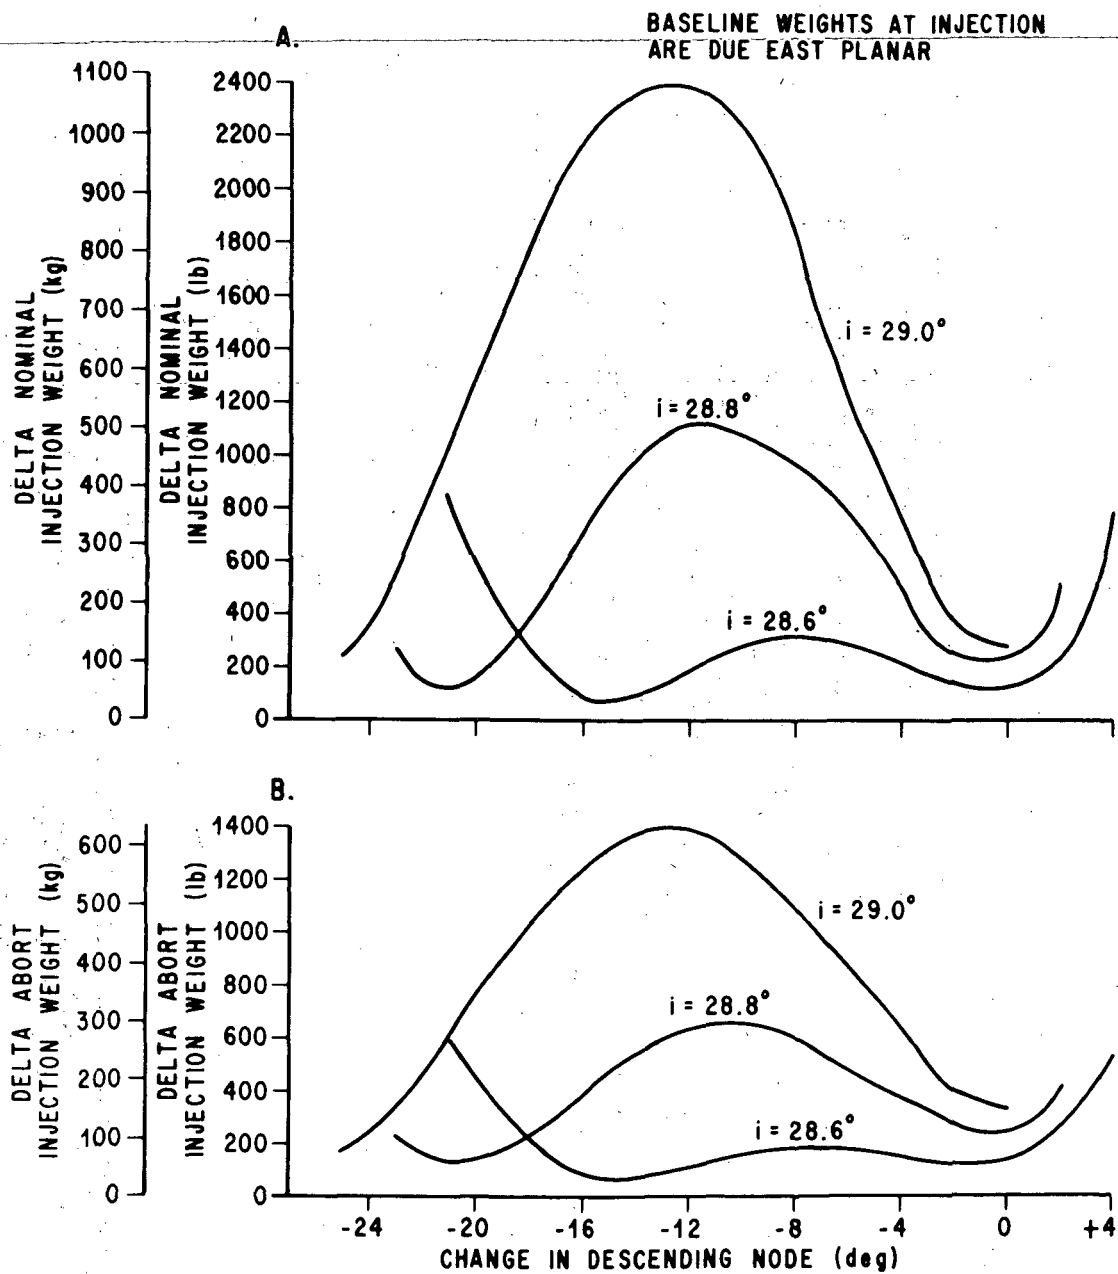 BASELINE WEIGHTS AT INJECTION
ARE DUE EAST PLANAR
A.
DELTA NOMINAL
INJECTION WEIGHT (kg)
1100
1000
900
800
700
600
500
400
300
200
100
0
DELTA NOMINAL
INJECTION WEIGHT (lb)
2400
2200
2000
1800
1600
1400
1200
1000
800
600
400
200
0
i = 29.0°
i = 28.8°
i = 28.6°
B.
DELTA ABORT
INJECTION WEIGHT (kg)
600
500
400
300
200
100
0
DELTA ABORT
INJECTION WEIGHT (lb)
1400
1200
1000
800
600
400
200
0
i = 29.0°
i = 28.8°
i = 28.6°
-24 -20 -16 -12 -8 -4 0 +4
CHANGE IN DESCENDING NODE (deg)